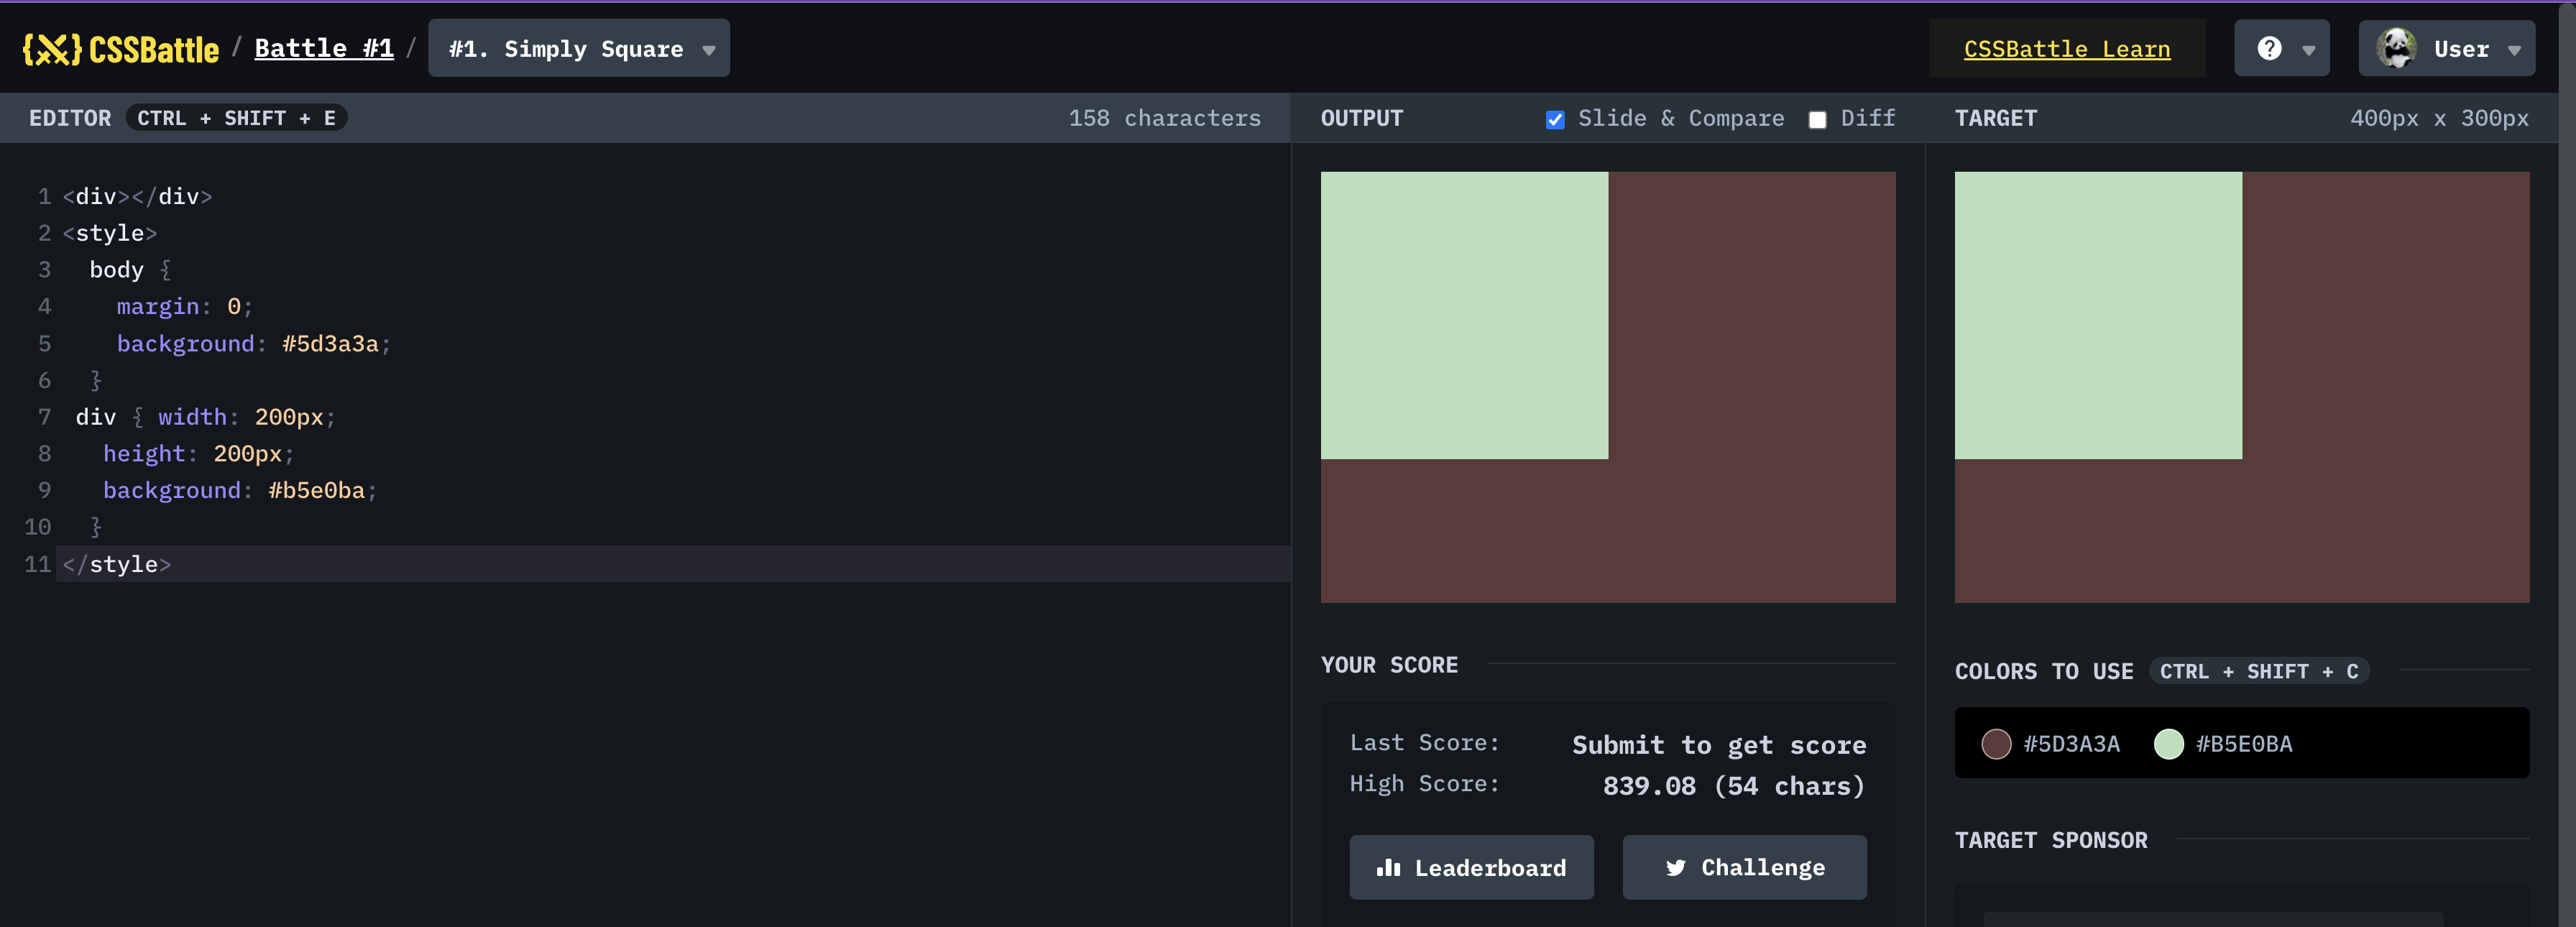 {X} CSSBattle / Battle #1 / #1. Simply Square
CSSBattle Learn
? User
EDITOR CTRL + SHIFT + E 158 characters
OUTPUT Slide & Compare Diff
TARGET 400px x 300px
1 <div></div>
2 <style>
3 body {
4 margin: 0;
5 background: #5d3a3a;
6 }
7 div { width: 200px;
8 height: 200px;
9 background: #b5e0ba;
10 }
11 </style>
YOUR SCORE
Last Score: Submit to get score
High Score: 839.08 (54 chars)
Leaderboard Challenge
COLORS TO USE CTRL + SHIFT + C
#5D3A3A #B5E0BA
TARGET SPONSOR